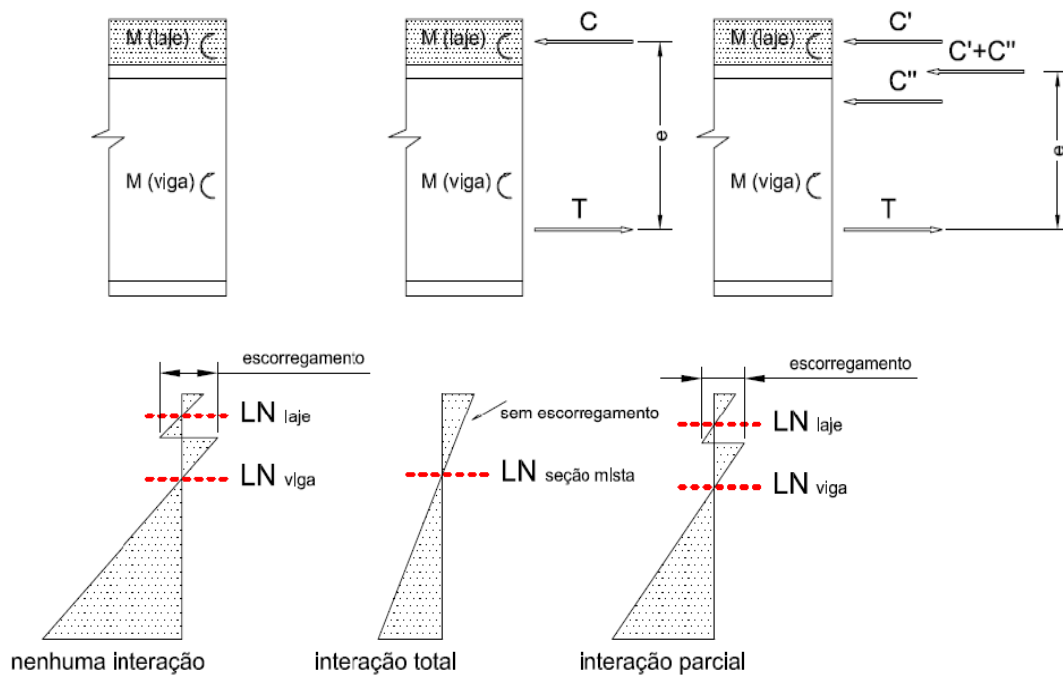 M (laje)
M (viga)
M (laje)
M (viga)
C
e
T
M (laje)
M (viga)
C'
C'+C''
C''
e
T
escorregamento
LN laje
LN viga
sem escorregamento
LN seção mista
escorregamento
LN laje
LN viga
nenhuma interação
interação total
interação parcial